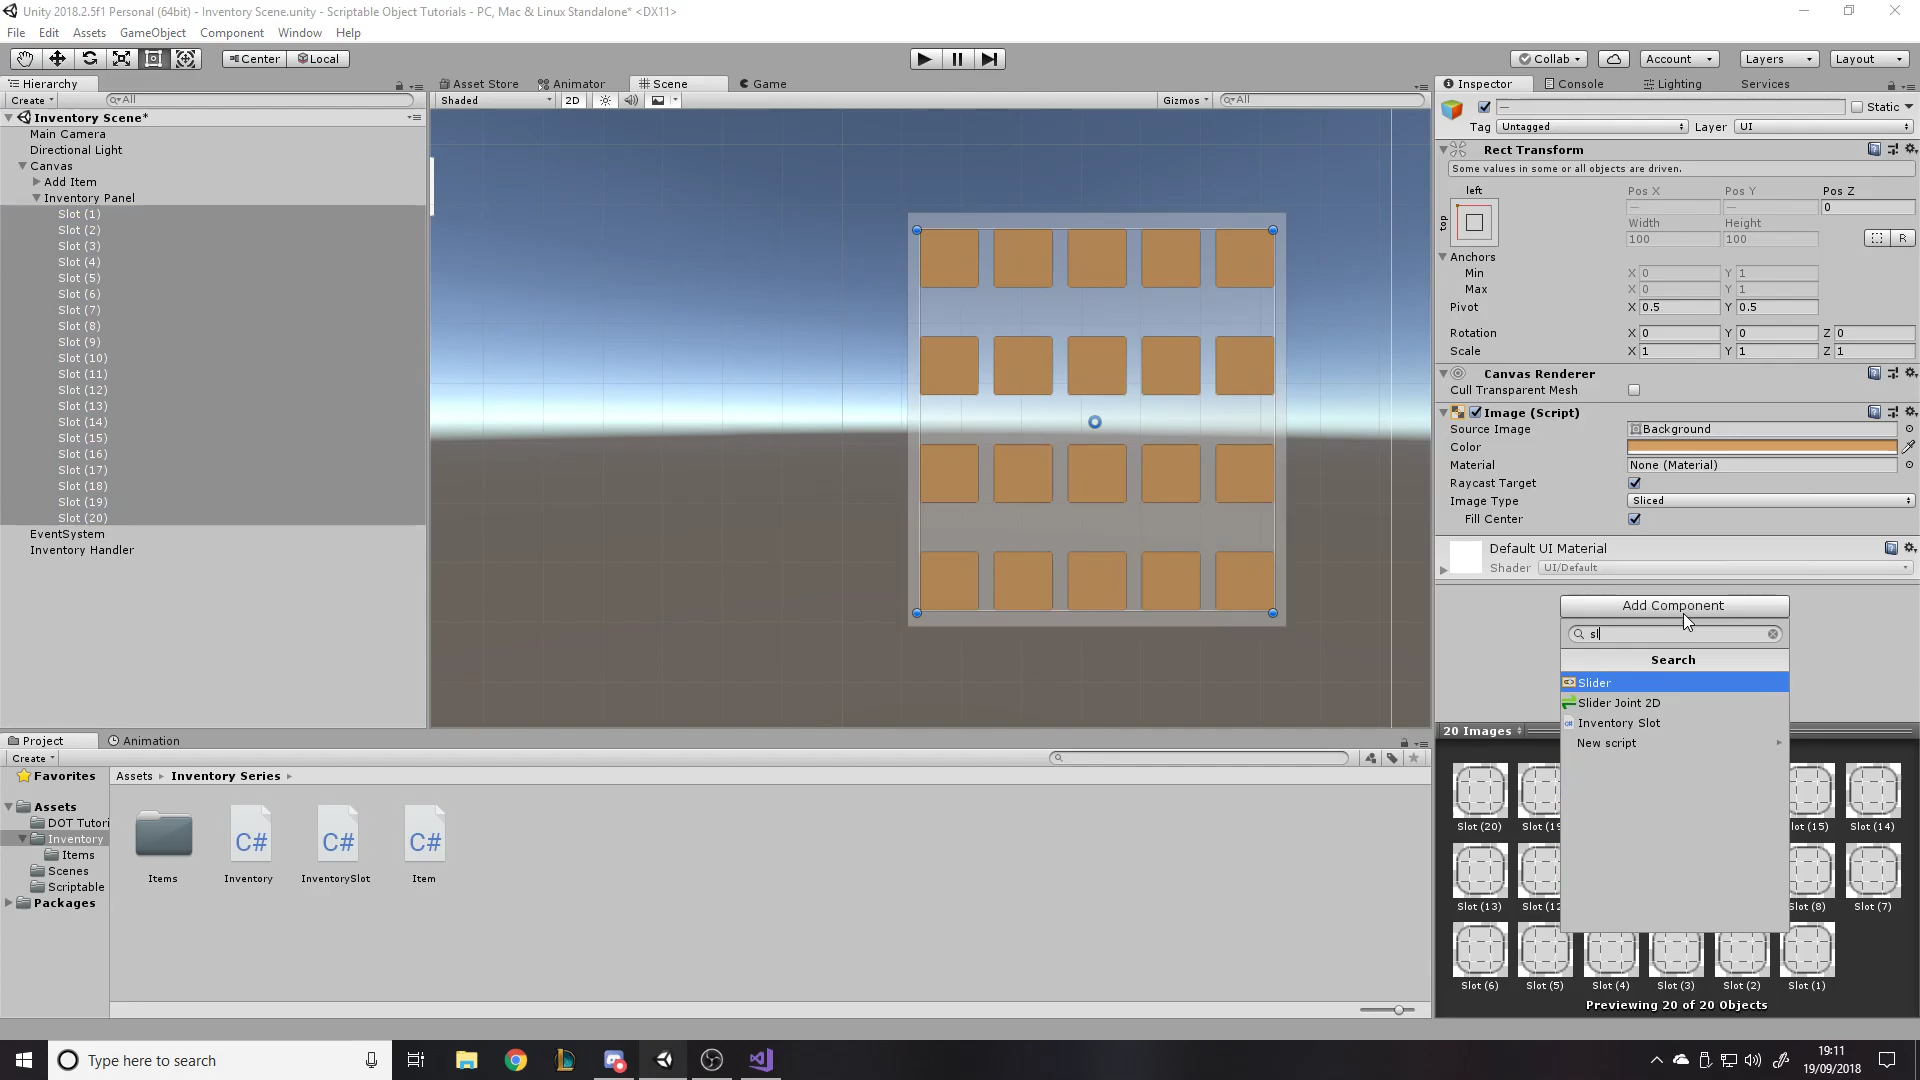 Unity 2018.2.5f1 Personal (64bit) - Inventory Scene.unity - Scriptable Object Tutorials - PC, Mac & Linux Standalone* <DX11>
File Edit Assets GameObject Component Window Help
Center Local Collab Account Layers Layout
Hierarchy
Create All
Inventory Scene*
Main Camera
Directional Light
Canvas
Add Item
Inventory Panel
Slot (1)
Slot (2)
Slot (3)
Slot (4)
Slot (5)
Slot (6)
Slot (7)
Slot (8)
Slot (9)
Slot (10)
Slot (11)
Slot (12)
Slot (13)
Slot (14)
Slot (15)
Slot (16)
Slot (17)
Slot (18)
Slot (19)
Slot (20)
EventSystem
Inventory Handler
Asset Store Animator Scene Game
Shaded 2D Gizmos All
Inspector Console Lighting Services
— Static
Tag Untagged Layer UI
Rect Transform
Some values in some or all objects are driven.
left
top
Pos X Pos Y Pos Z
— — 0
Width Height
100 100
R
Anchors
Min X 0 Y 1
Max X 0 Y 1
Pivot X 0.5 Y 0.5
Rotation X 0 Y 0 Z 0
Scale X 1 Y 1 Z 1
Canvas Renderer
Cull Transparent Mesh
Image (Script)
Source Image Background
Color
Material None (Material)
Raycast Target
Image Type Sliced
Fill Center
Default UI Material
Shader UI/Default
Add Component
sl
Search
Slider
Slider Joint 2D
Inventory Slot
New script
20 Images
Slot (20) Slot (19 lot (15) Slot (14)
Slot (13) Slot (12 Slot (8) Slot (7)
Slot (6) Slot (5) Slot (4) Slot (3) Slot (2) Slot (1)
Previewing 20 of 20 Objects
Project Animation
Create
Favorites
Assets
DOT Tutori
Inventory
Items
Scenes
Scriptable
Packages
Assets Inventory Series
C# C# C#
Items Inventory InventorySlot Item
Type here to search
19:11
19/09/2018